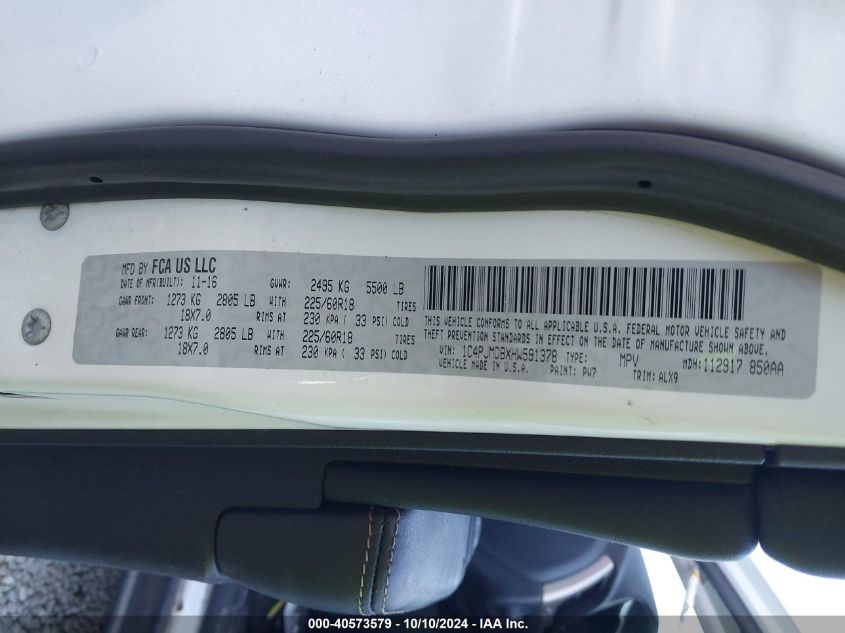 MFD BY FCA US LLC
DATE OF MFR(BUILT): 11-16 GVWR: 2495 KG 5500 LB
GAWR FRONT: 1273 KG 2805 LB WITH 225/60R18 TIRES
18X7.0 RIMS AT 230 KPA ( 33 PSI) COLD
GAWR REAR: 1273 KG 2805 LB WITH 225/60R18 TIRES
18X7.0 RIMS AT 230 KPA ( 33 PSI) COLD
THIS VEHICLE CONFORMS TO ALL APPLICABLE U.S.A. FEDERAL MOTOR VEHICLE SAFETY AND
THEFT PREVENTION STANDARDS IN EFFECT ON THE DATE OF MANUFACTURE SHOWN ABOVE.
VIN: 1C4PJMDBXHW591378 TYPE: MPV MDH: 112917 850AA
VEHICLE MADE IN U.S.A. PAINT: PW7 TRIM: ALX9
000-40573579 - 10/10/2024 - IAA Inc.